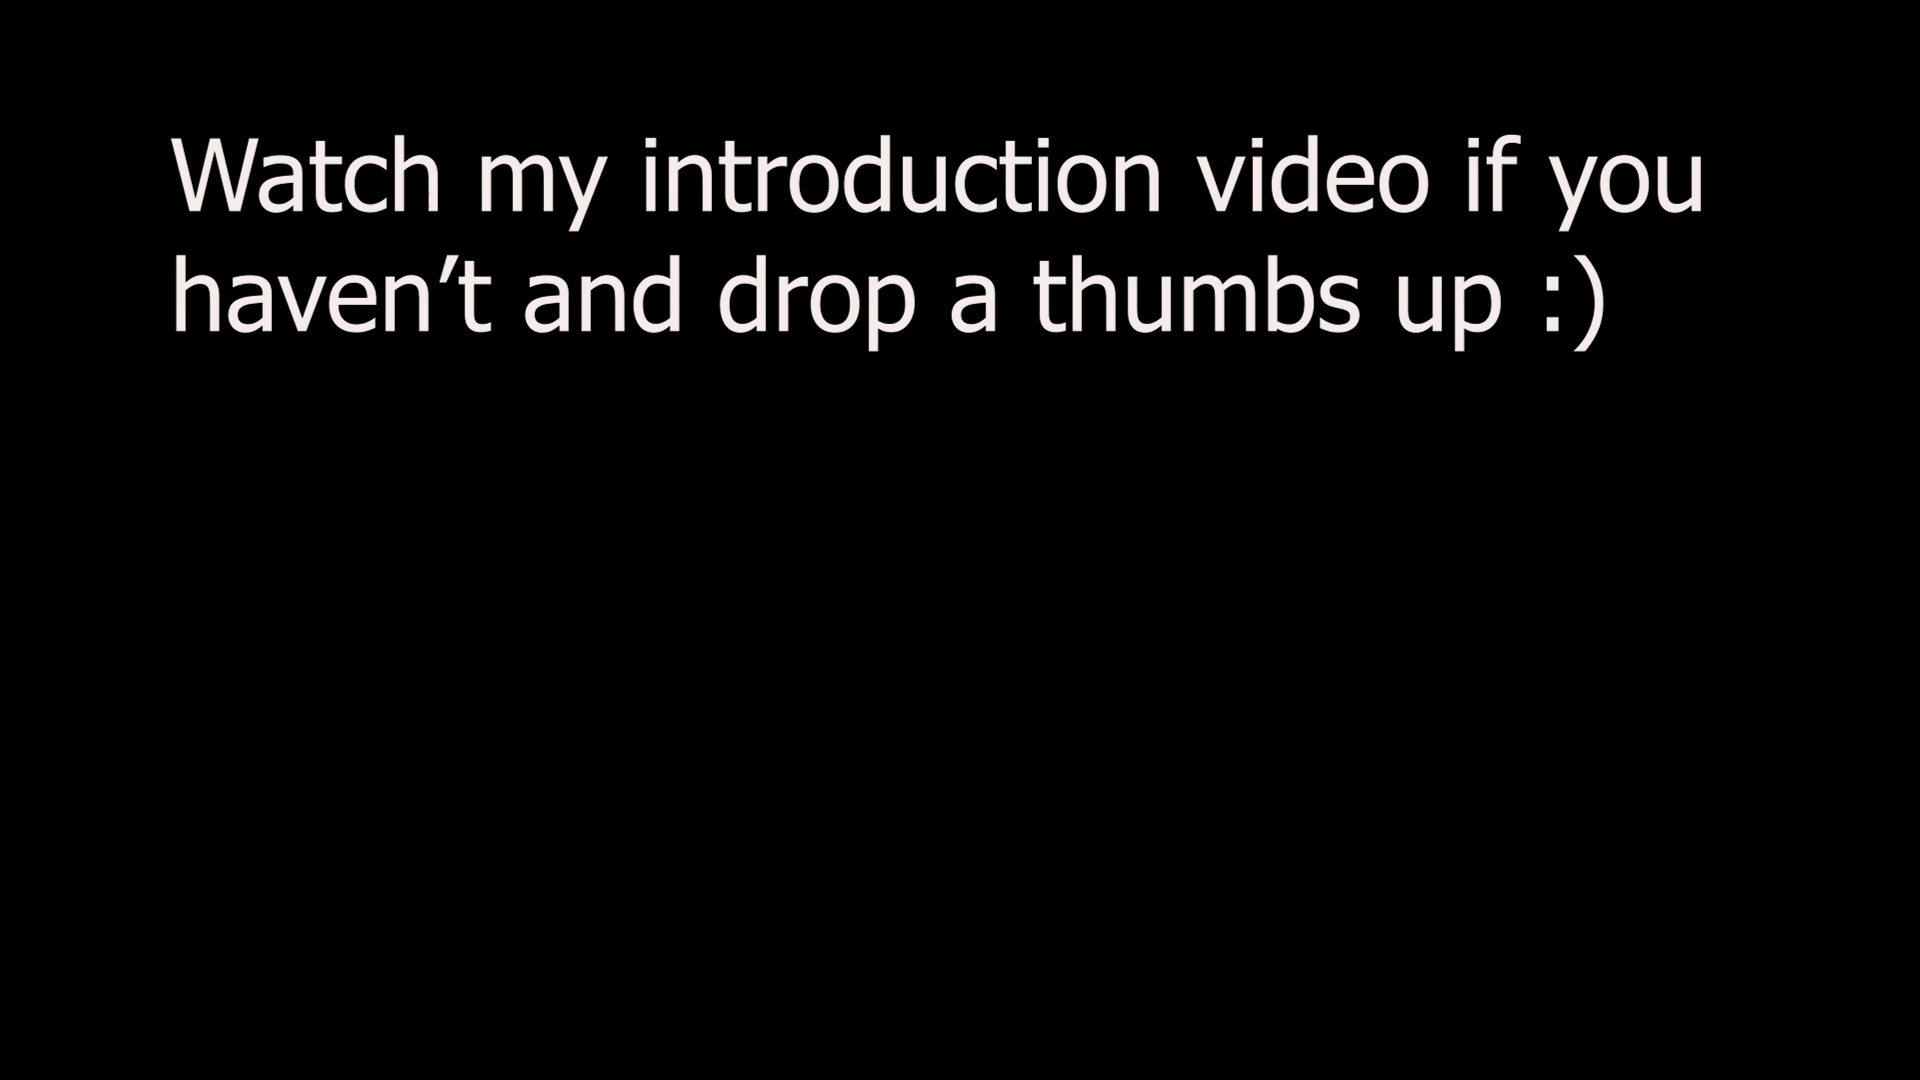 Watch my introduction video if you
haven’t and drop a thumbs up :)